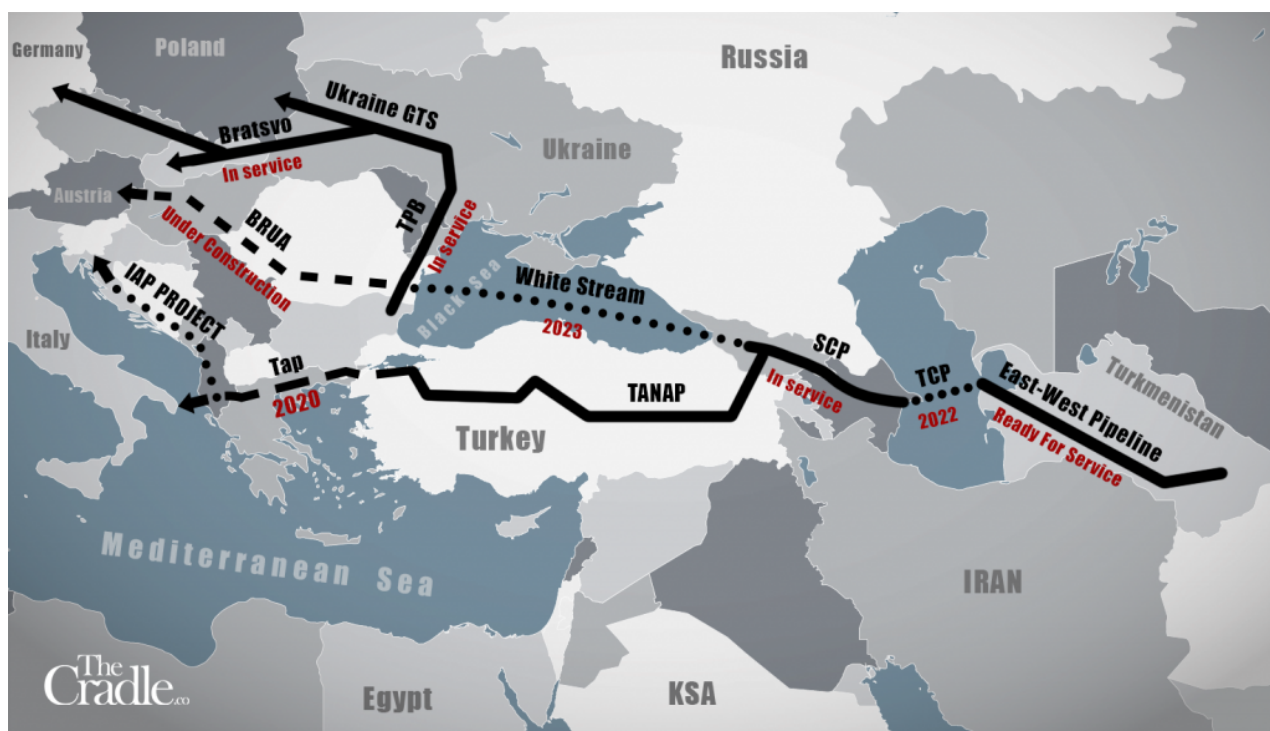 Germany
Poland
Russia
Ukraine GTS
Bratsvo
In service
Ukraine
Austria
TPB
In service
BRUA
Under Construction
Black Sea
White Stream
2023
IAP PROJECT
Italy
Tap
2020
TANAP
SCP
In service
TCP
2022
East-West Pipeline
Ready For Service
Turkmenistan
Turkey
Mediterranean Sea
IRAN
The
Cradle.co
Egypt
KSA